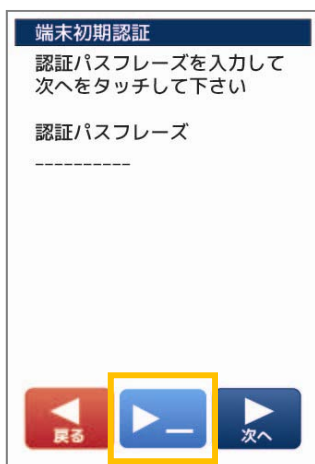 端末初期認証
認証パスフレーズを入力して
次へをタッチして下さい
認証パスフレーズ
----------
戻る
次へ